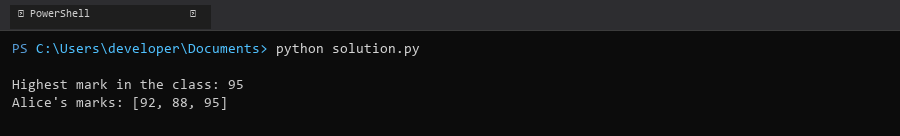 PowerShell
PS C:\Users\developer\Documents> python solution.py
Highest mark in the class: 95
Alice's marks: [92, 88, 95]